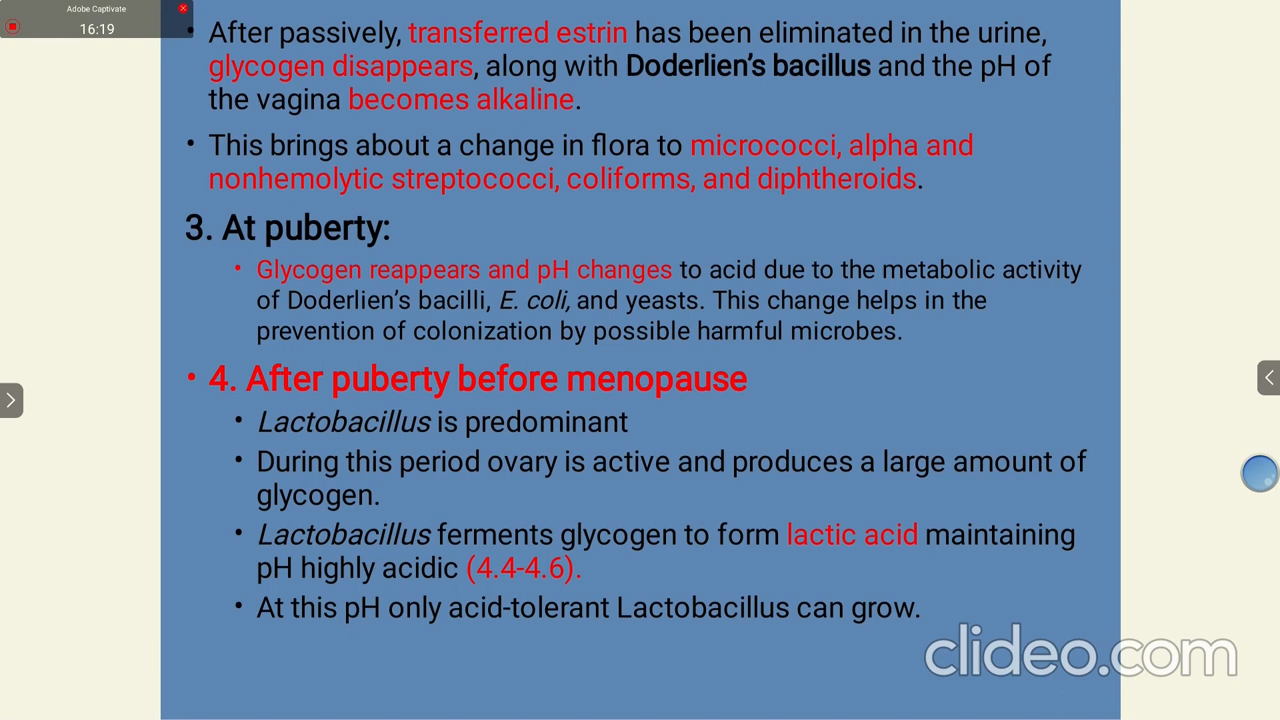 Adobe Captivate
16:19
• After passively, transferred estrin has been eliminated in the urine,
glycogen disappears, along with Doderlien's bacillus and the pH of
the vagina becomes alkaline.
• This brings about a change in flora to micrococci, alpha and
nonhemolytic streptococci, coliforms, and diphtheroids.
3. At puberty:
• Glycogen reappears and pH changes to acid due to the metabolic activity
of Doderlien's bacilli, E. coli, and yeasts. This change helps in the
prevention of colonization by possible harmful microbes.
• 4. After puberty before menopause
• Lactobacillus is predominant
• During this period ovary is active and produces a large amount of
glycogen.
• Lactobacillus ferments glycogen to form lactic acid maintaining
pH highly acidic (4.4-4.6).
• At this pH only acid-tolerant Lactobacillus can grow.
clideo.com